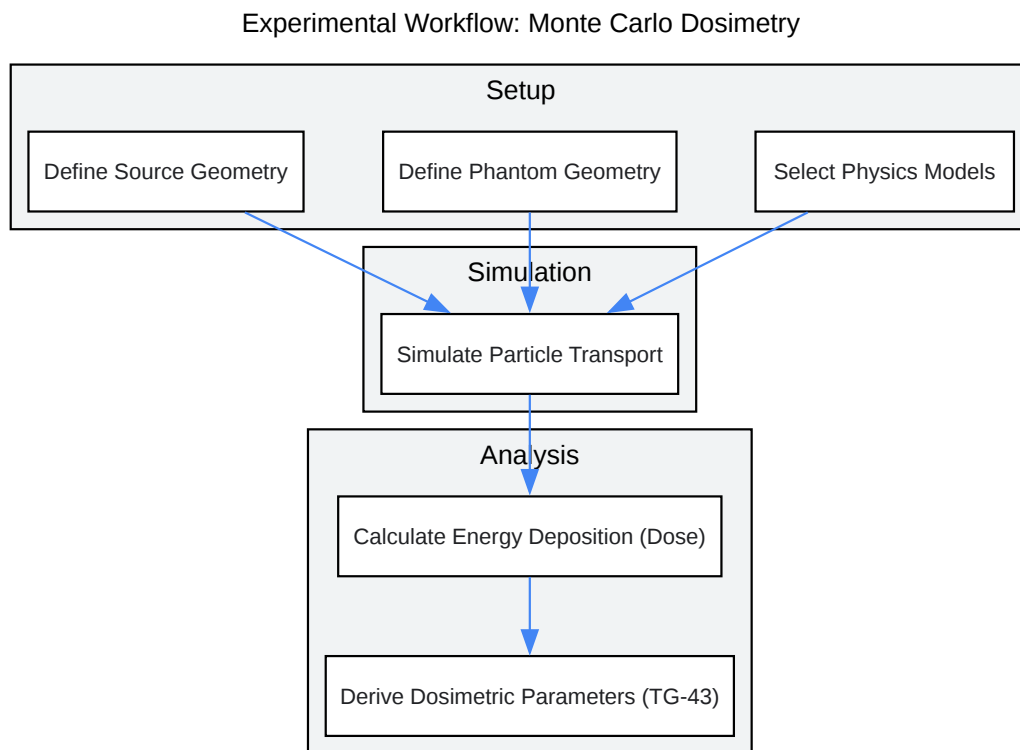 Experimental Workflow: Monte Carlo Dosimetry
Setup
Define Source Geometry
Define Phantom Geometry
Select Physics Models
Simulation
Simulate Particle Transport
Analysis
Calculate Energy Deposition (Dose)
Derive Dosimetric Parameters (TG-43)